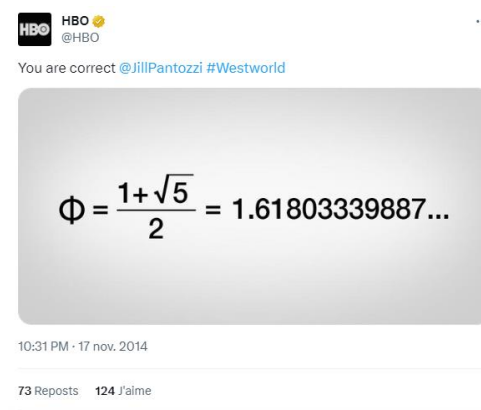 HBO
HBO
@HBO
You are correct @JillPantozzi #Westworld
Φ = 1+√5 / 2 = 1.61803339887...
10:31 PM · 17 nov. 2014
73 Reposts 124 J'aime